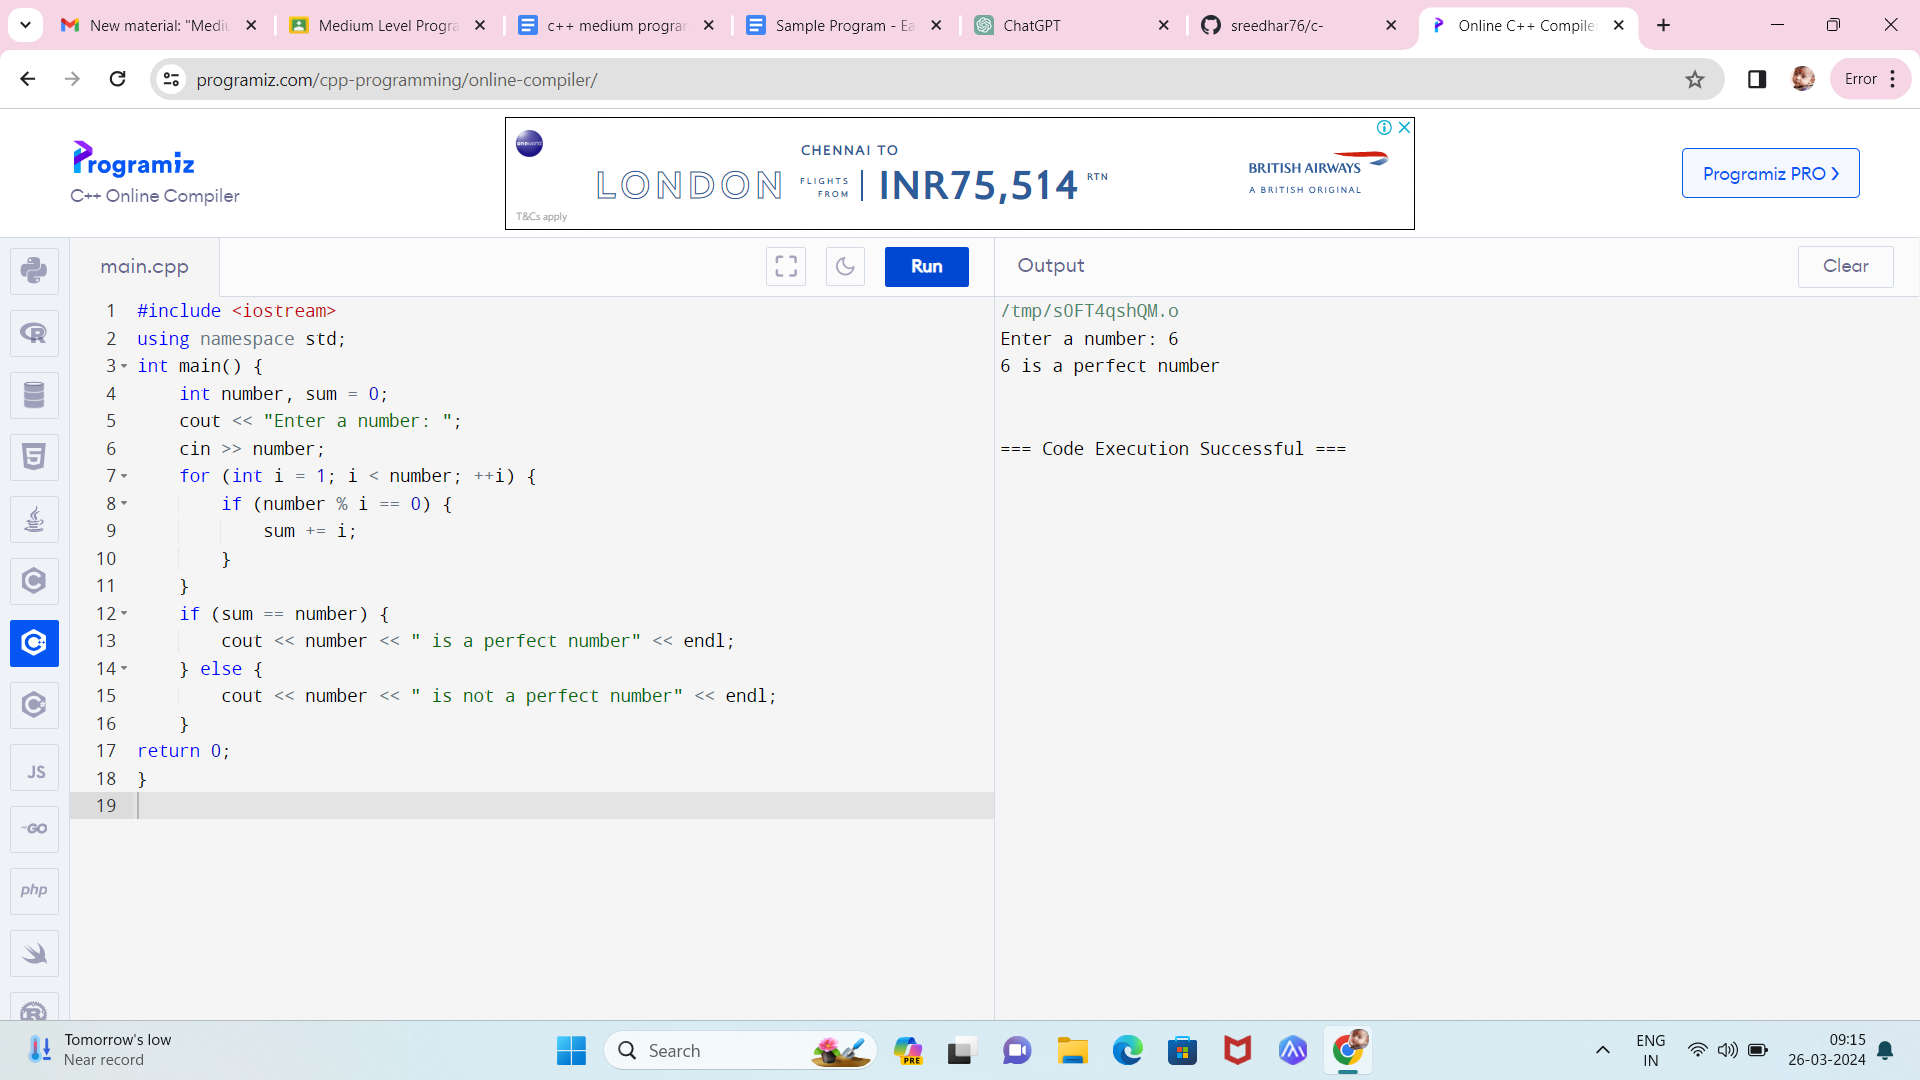 New material: "Mediu
Medium Level Progra
c++ medium program
Sample Program - Ea
ChatGPT
sreedhar76/c-
Online C++ Compile
programiz.com/cpp-programming/online-compiler/
Error
Programiz
C++ Online Compiler
oneworld
CHENNAI TO
LONDON
FLIGHTS FROM
INR75,514 RTN
T&Cs apply
BRITISH AIRWAYS
A BRITISH ORIGINAL
Programiz PRO
main.cpp
Run
Output
Clear
1 #include <iostream>
2 using namespace std;
3 int main() {
4 int number, sum = 0;
5 cout << "Enter a number: ";
6 cin >> number;
7 for (int i = 1; i < number; ++i) {
8 if (number % i == 0) {
9 sum += i;
10 }
11 }
12 if (sum == number) {
13 cout << number << " is a perfect number" << endl;
14 } else {
15 cout << number << " is not a perfect number" << endl;
16 }
17 return 0;
18 }
19
/tmp/sOFT4qshQM.o
Enter a number: 6
6 is a perfect number
=== Code Execution Successful ===
JS
GO
php
Tomorrow's low
Near record
Search
PRE
ENG
IN
09:15
26-03-2024